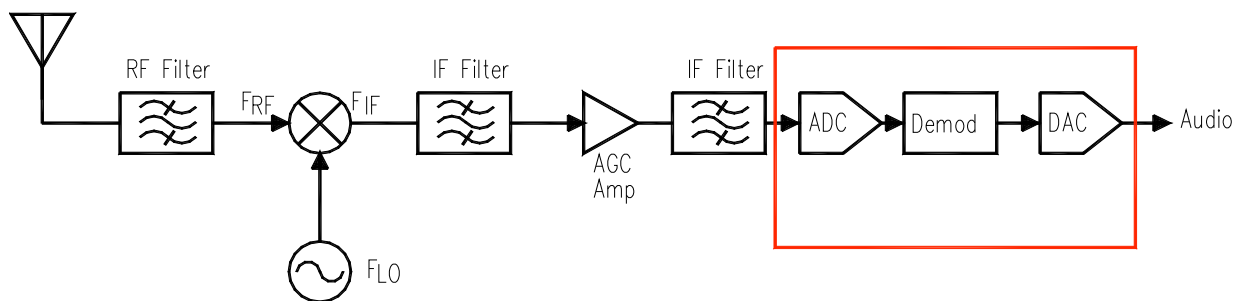 RF Filter
IF Filter
IF Filter
FRF
FIF
ADC
Demod
DAC
Audio
AGC
Amp
FLO